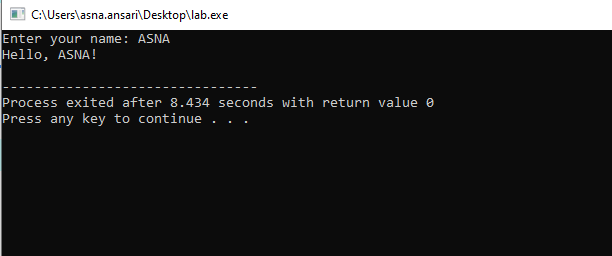 C:\Users\asna.ansari\Desktop\lab.exe
Enter your name: ASNA
Hello, ASNA!
--------------------------------
Process exited after 8.434 seconds with return value 0
Press any key to continue . . .